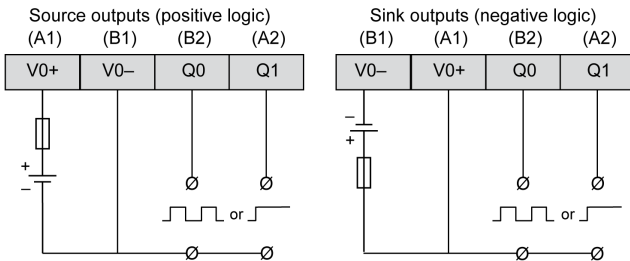 Source outputs (positive logic)
(A1) (B1) (B2) (A2)
V0+ V0– Q0 Q1
+
–
or
Sink outputs (negative logic)
(B1) (A1) (B2) (A2)
V0– V0+ Q0 Q1
–
+
or